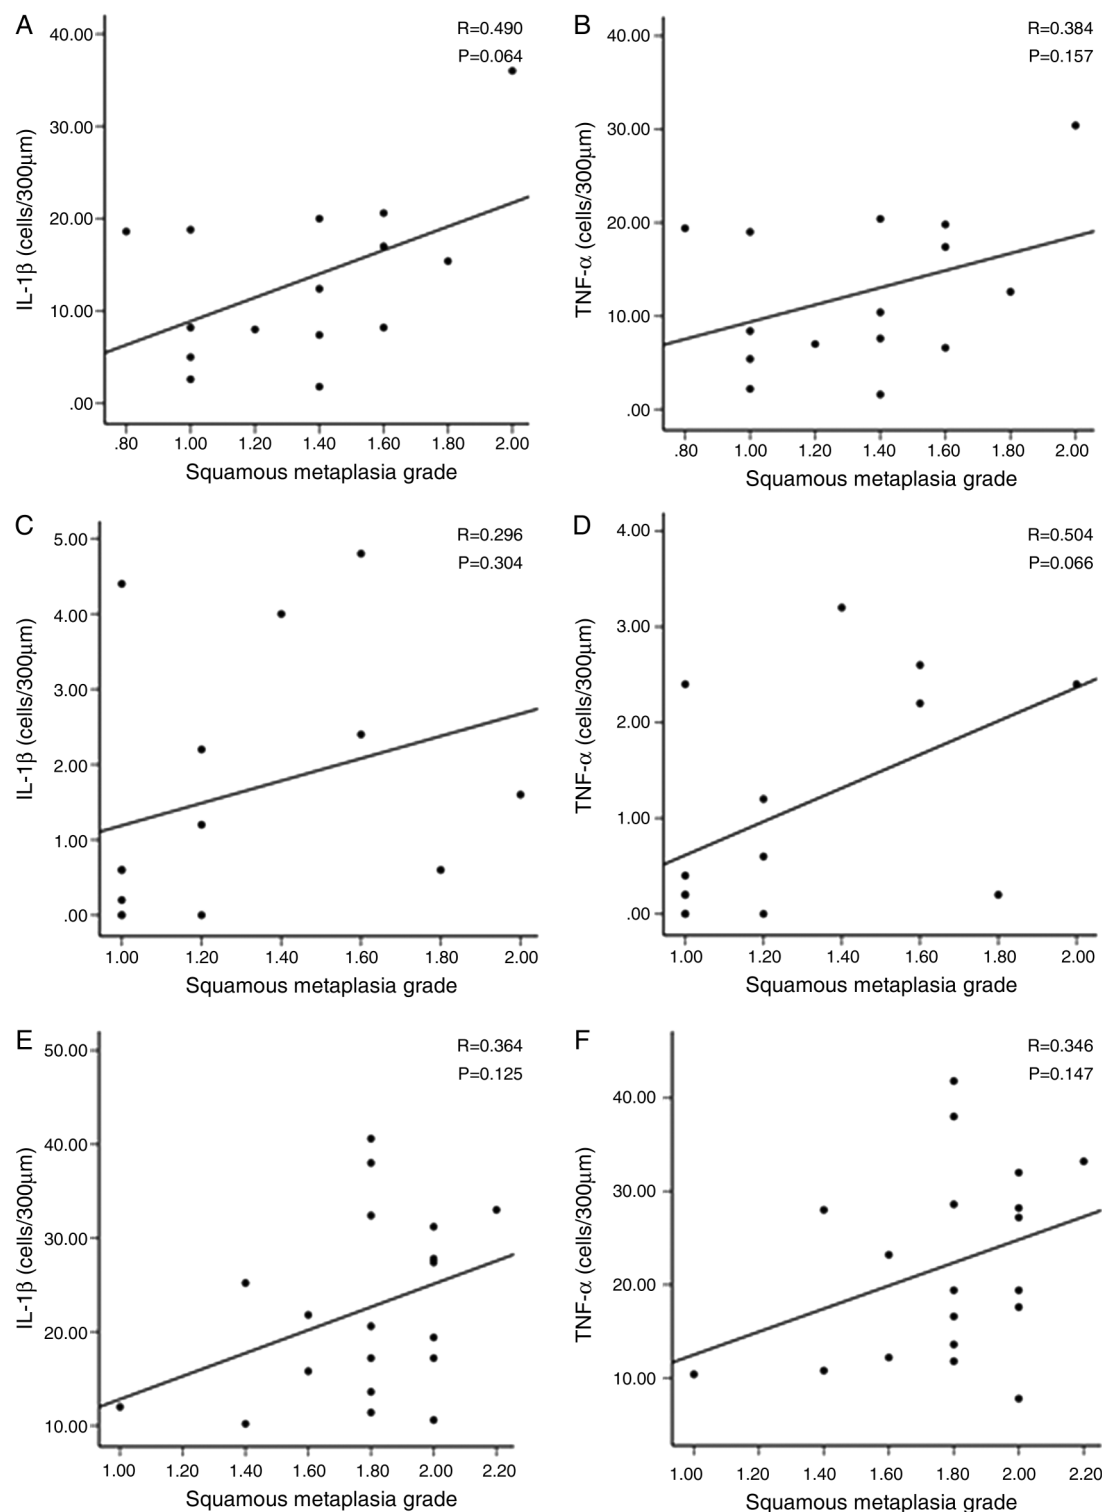 A
R=0.490
P=0.064
40.00
30.00
20.00
10.00
.00
IL-1β (cells/300μm)
.80 1.00 1.20 1.40 1.60 1.80 2.00
Squamous metaplasia grade
B
R=0.384
P=0.157
40.00
30.00
20.00
10.00
.00
TNF-α (cells/300μm)
.80 1.00 1.20 1.40 1.60 1.80 2.00
Squamous metaplasia grade
C
R=0.296
P=0.304
5.00
4.00
3.00
2.00
1.00
.00
IL-1β (cells/300μm)
1.00 1.20 1.40 1.60 1.80 2.00
Squamous metaplasia grade
D
R=0.504
P=0.066
4.00
3.00
2.00
1.00
.00
TNF-α (cells/300μm)
1.00 1.20 1.40 1.60 1.80 2.00
Squamous metaplasia grade
E
R=0.364
P=0.125
50.00
40.00
30.00
20.00
10.00
IL-1β (cells/300μm)
1.00 1.20 1.40 1.60 1.80 2.00 2.20
Squamous metaplasia grade
F
R=0.346
P=0.147
40.00
30.00
20.00
10.00
TNF-α (cells/300μm)
1.00 1.20 1.40 1.60 1.80 2.00 2.20
Squamous metaplasia grade